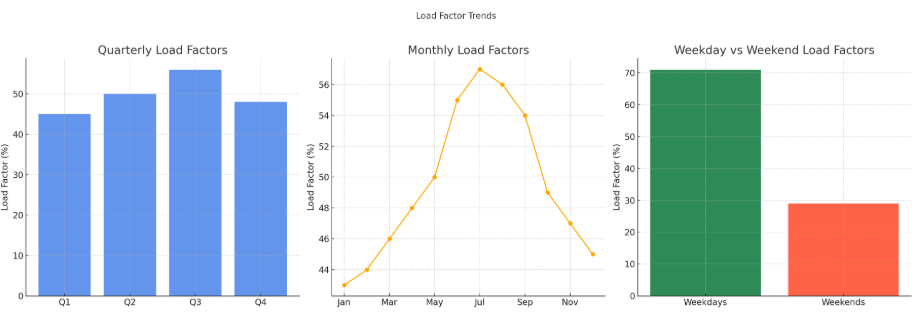 Load Factor Trends
Quarterly Load Factors
Load Factor (%)
50
40
30
20
10
0
Q1 Q2 Q3 Q4
Monthly Load Factors
Load Factor (%)
56
54
52
50
48
46
44
Jan Mar May Jul Sep Nov
Weekday vs Weekend Load Factors
Load Factor (%)
70
60
50
40
30
20
10
0
Weekdays Weekends